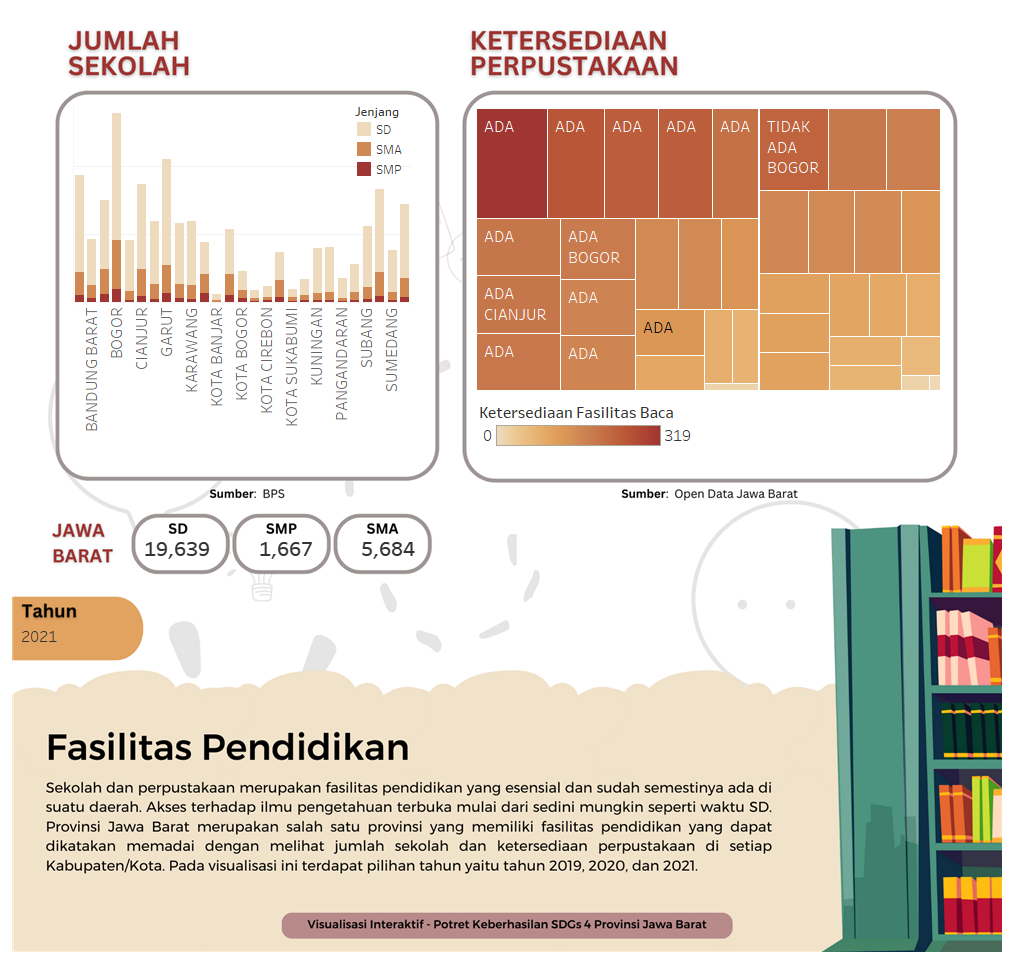 JUMLAH
SEKOLAH
Jenjang
SD
SMA
SMP
BANDUNG BARAT
BOGOR
CIANJUR
GARUT
KARAWANG
KOTA BANJAR
KOTA BOGOR
KOTA CIREBON
KOTA SUKABUMI
KUNINGAN
PANGANDARAN
SUBANG
SUMEDANG
Sumber: BPS
KETERSEDIAAN
PERPUSTAKAAN
ADA
ADA
ADA
ADA
ADA
TIDAK
ADA
BOGOR
ADA
ADA
BOGOR
ADA
CIANJUR
ADA
ADA
ADA
ADA
Ketersediaan Fasilitas Baca
0 319
Sumber: Open Data Jawa Barat
JAWA
BARAT
SD
19,639
SMP
1,667
SMA
5,684
Tahun
2021
Fasilitas Pendidikan
Sekolah dan perpustakaan merupakan fasilitas pendidikan yang esensial dan sudah semestinya ada di
suatu daerah. Akses terhadap ilmu pengetahuan terbuka mulai dari sedini mungkin seperti waktu SD.
Provinsi Jawa Barat merupakan salah satu provinsi yang memiliki fasilitas pendidikan yang dapat
dikatakan memadai dengan melihat jumlah sekolah dan ketersediaan perpustakaan di setiap
Kabupaten/Kota. Pada visualisasi ini terdapat pilihan tahun yaitu tahun 2019, 2020, dan 2021.
Visualisasi Interaktif - Potret Keberhasilan SDGs 4 Provinsi Jawa Barat